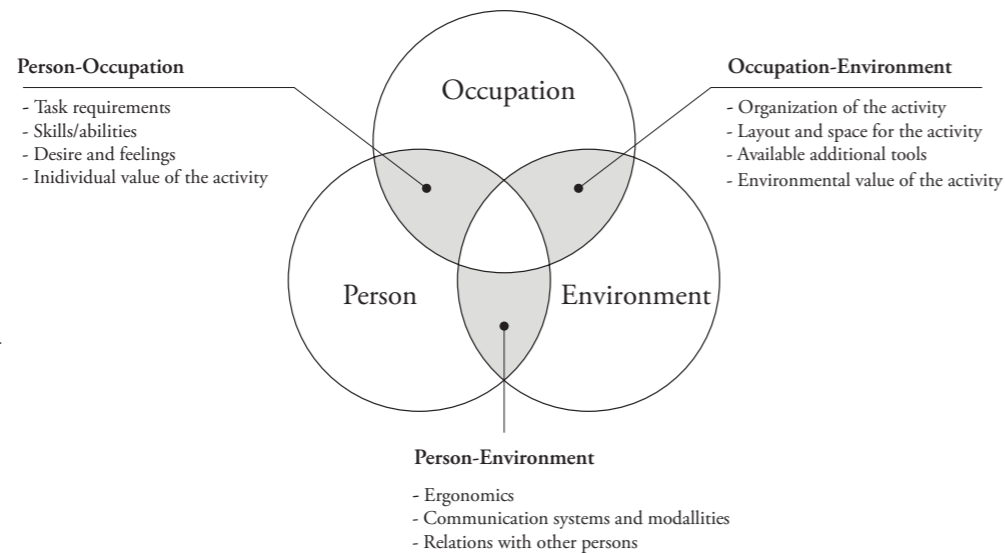 Person-Occupation
- Task requirements
- Skills/abilities
- Desire and feelings
- Inidividual value of the activity
Occupation
Occupation-Environment
- Organization of the activity
- Layout and space for the activity
- Available additional tools
- Environmental value of the activity
Person
Environment
Person-Environment
- Ergonomics
- Communication systems and modallities
- Relations with other persons